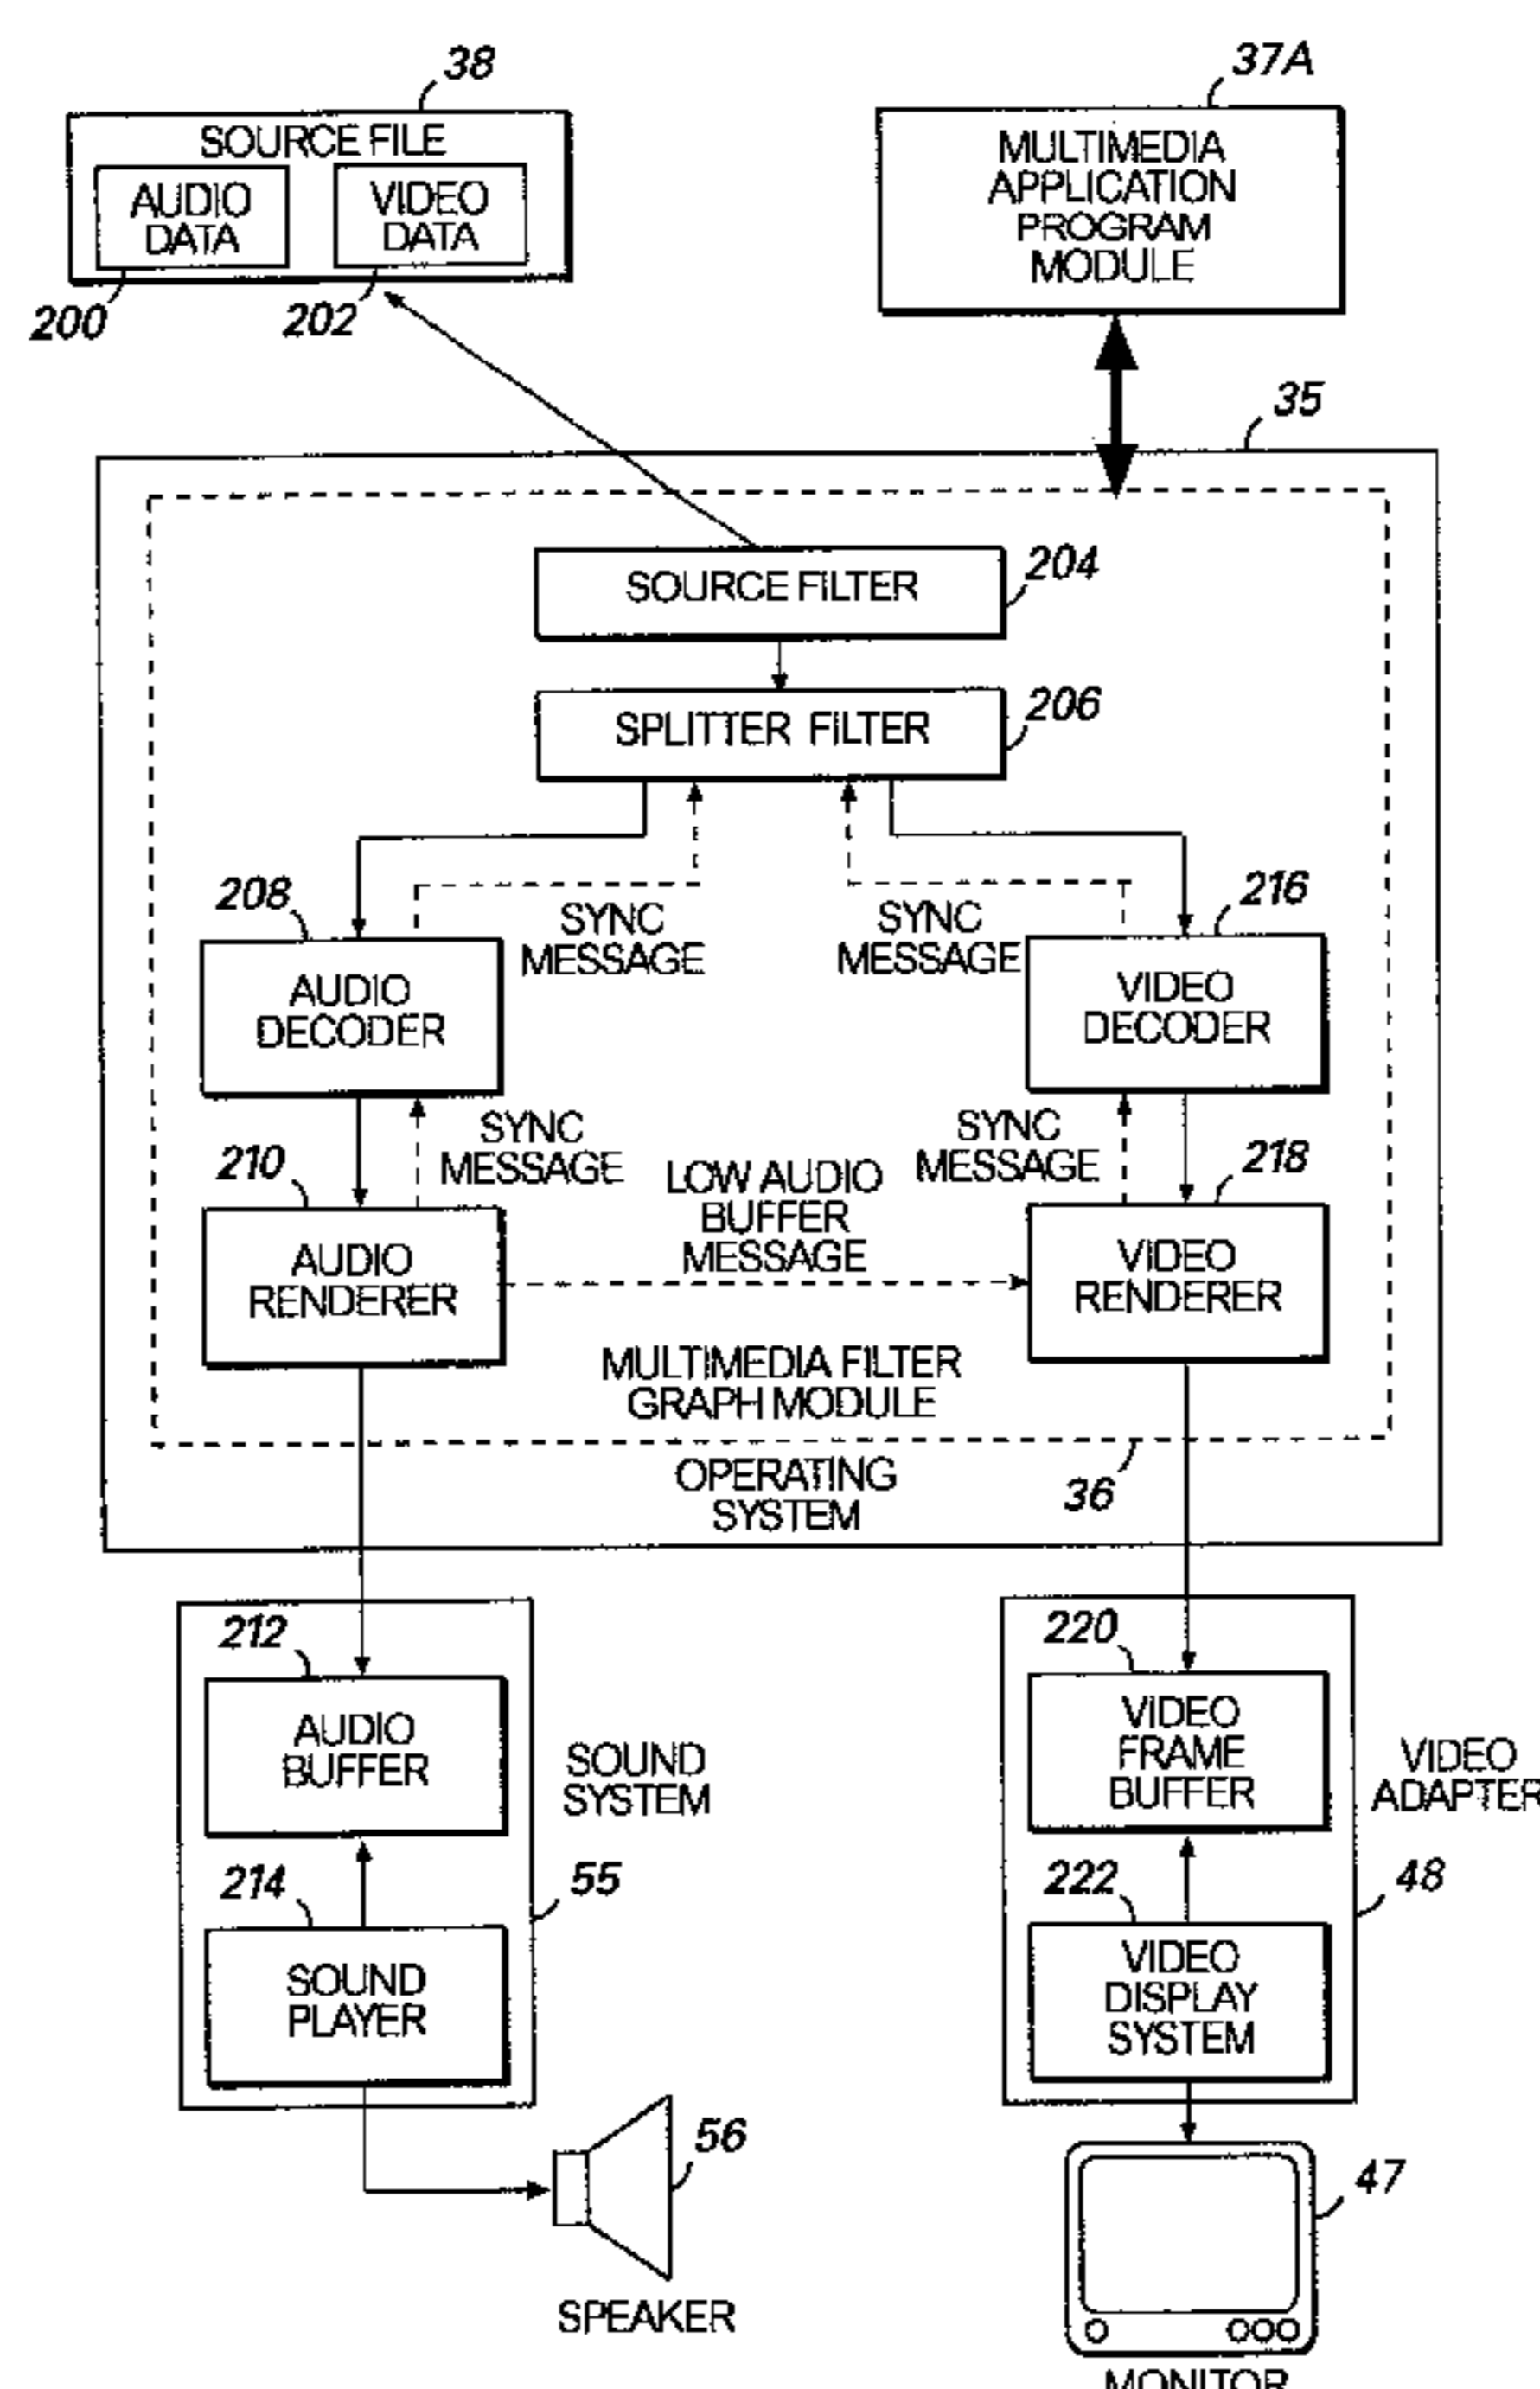 38
SOURCE FILE
AUDIO
DATA
VIDEO
DATA
200
202
37A
MULTIMEDIA
APPLICATION
PROGRAM
MODULE
35
SOURCE FILTER
204
SPLITTER FILTER
206
208
SYNC
MESSAGE
SYNC
MESSAGE
216
AUDIO
DECODER
VIDEO
DECODER
210
SYNC
MESSAGE
LOW AUDIO
BUFFER
MESSAGE
SYNC
MESSAGE
218
AUDIO
RENDERER
VIDEO
RENDERER
MULTIMEDIA FILTER
GRAPH MODULE
OPERATING
SYSTEM
36
212
AUDIO
BUFFER
SOUND
SYSTEM
220
VIDEO
FRAME
BUFFER
VIDEO
ADAPTER
214
55
SOUND
PLAYER
222
48
VIDEO
DISPLAY
SYSTEM
56
SPEAKER
47
MONITOR